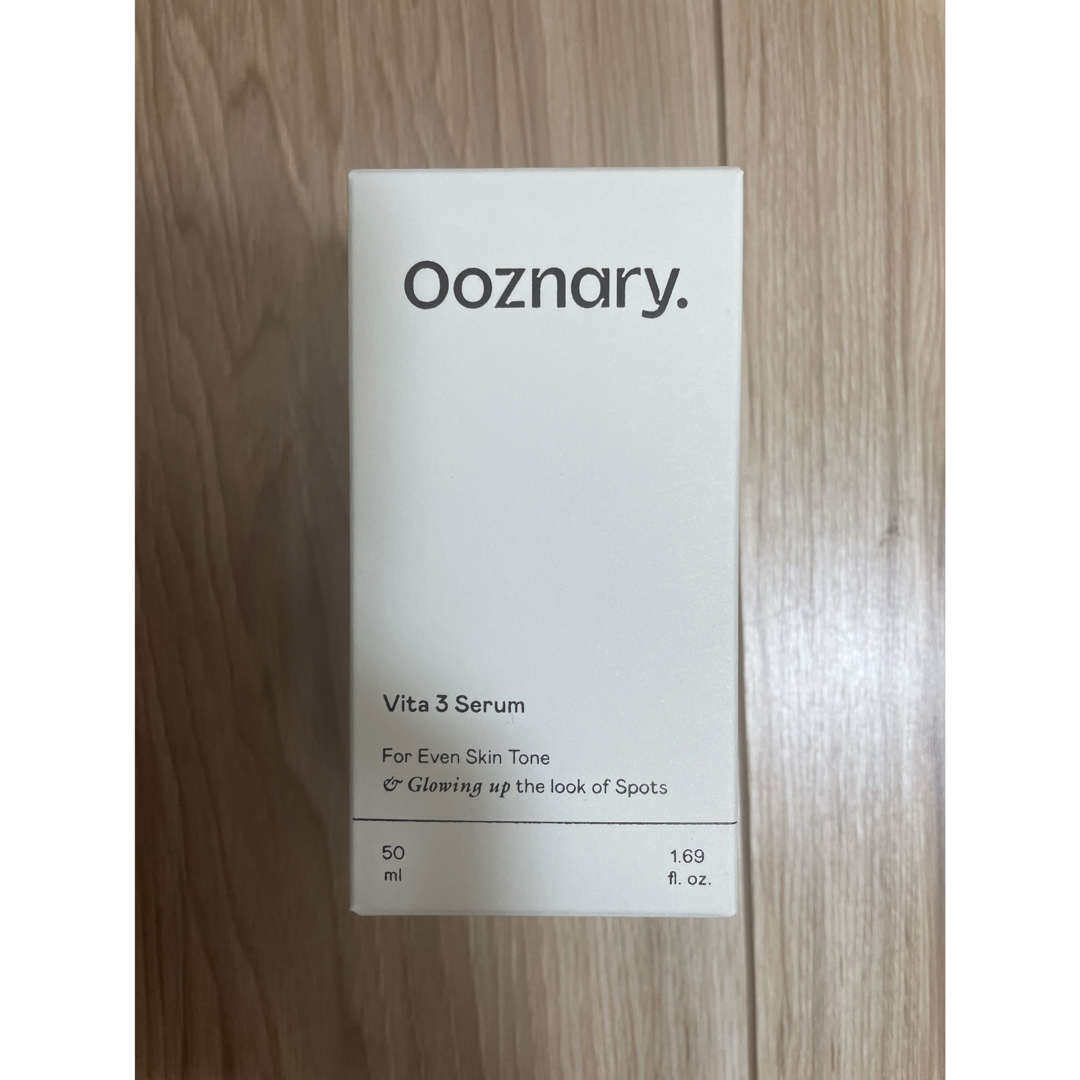 Ooznary.
Vita 3 Serum
For Even Skin Tone
& Glowing up the look of Spots
50
ml
1.69
fl. oz.